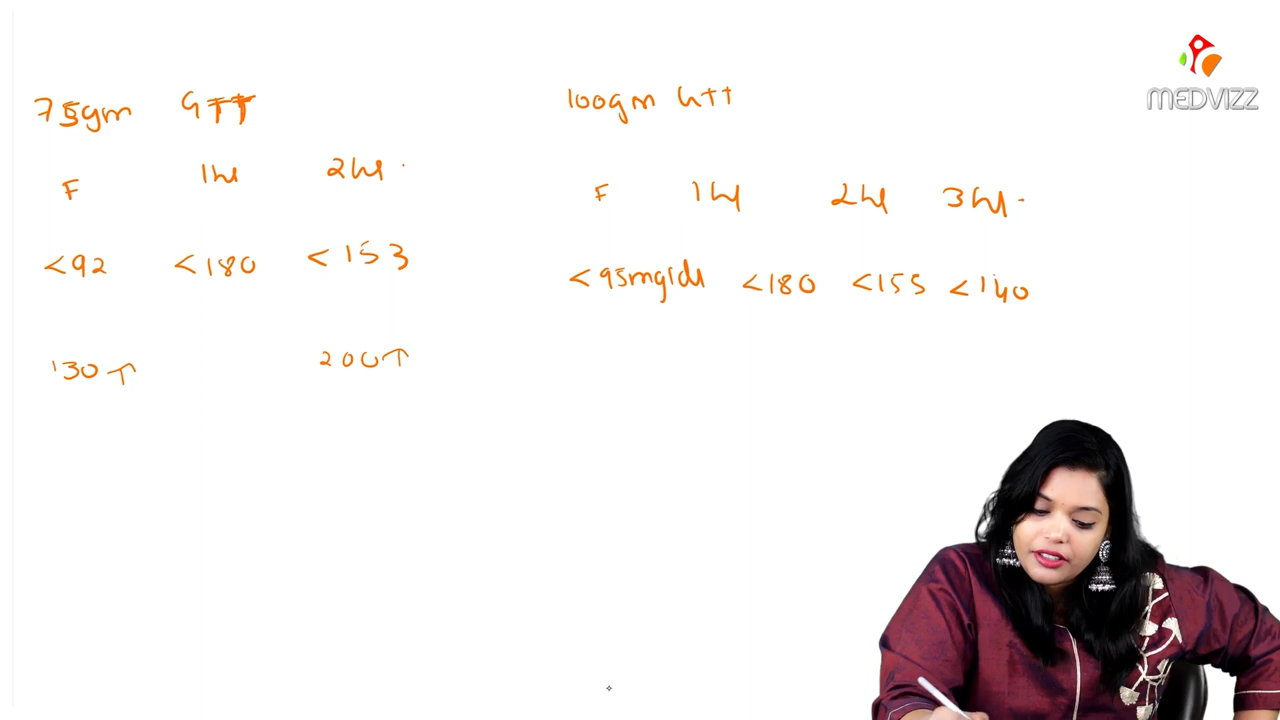 75gm GTT
F 1hr 2hr.
<92 <180 <153
130↑ 200↑
100gm GTT
F 1hr 2hr 3hr.
<95mg/dl <180 <155 <140
MEDVIZZ